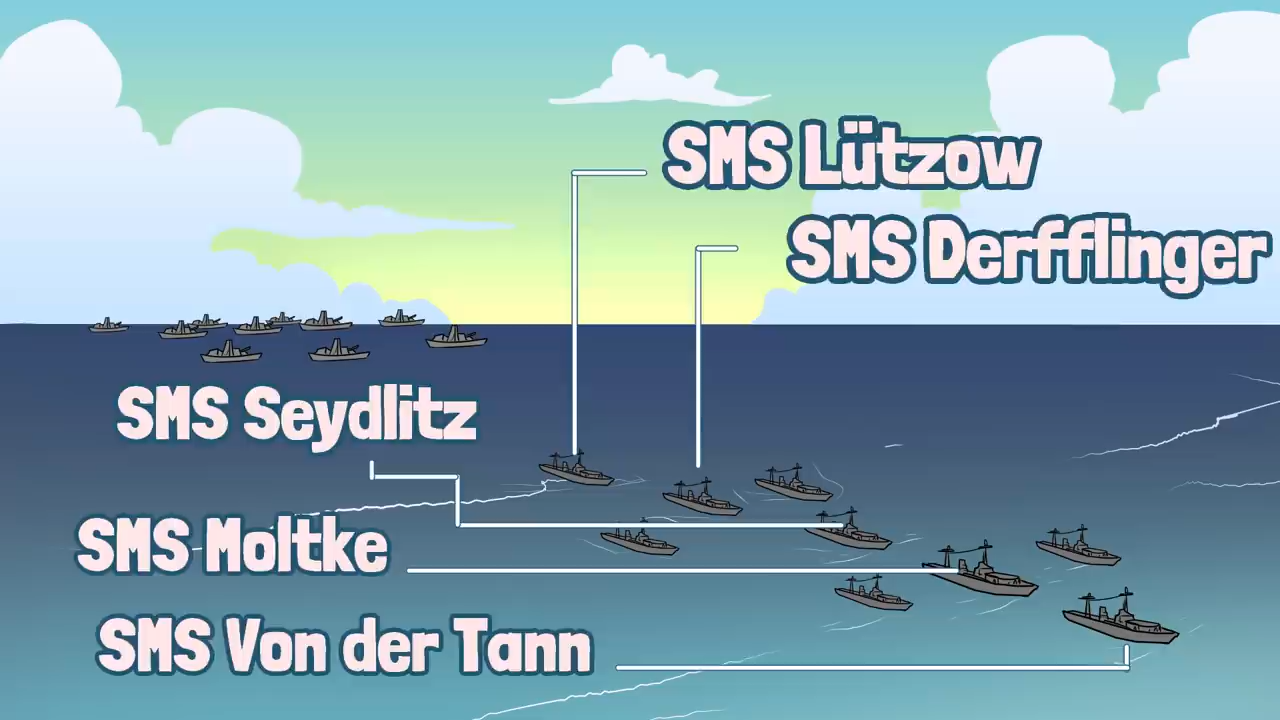 SMS Lützow
SMS Derfflinger
SMS Seydlitz
SMS Moltke
SMS Von der Tann